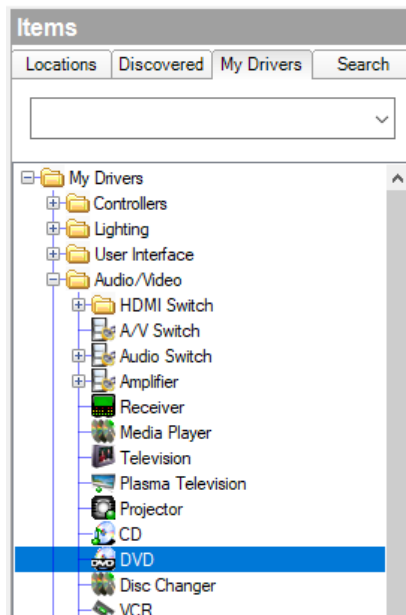 Items
Locations Discovered My Drivers Search
My Drivers
Controllers
Lighting
User Interface
Audio/Video
HDMI Switch
A/V Switch
Audio Switch
Amplifier
Receiver
Media Player
Television
Plasma Television
Projector
CD
DVD
Disc Changer
VCR